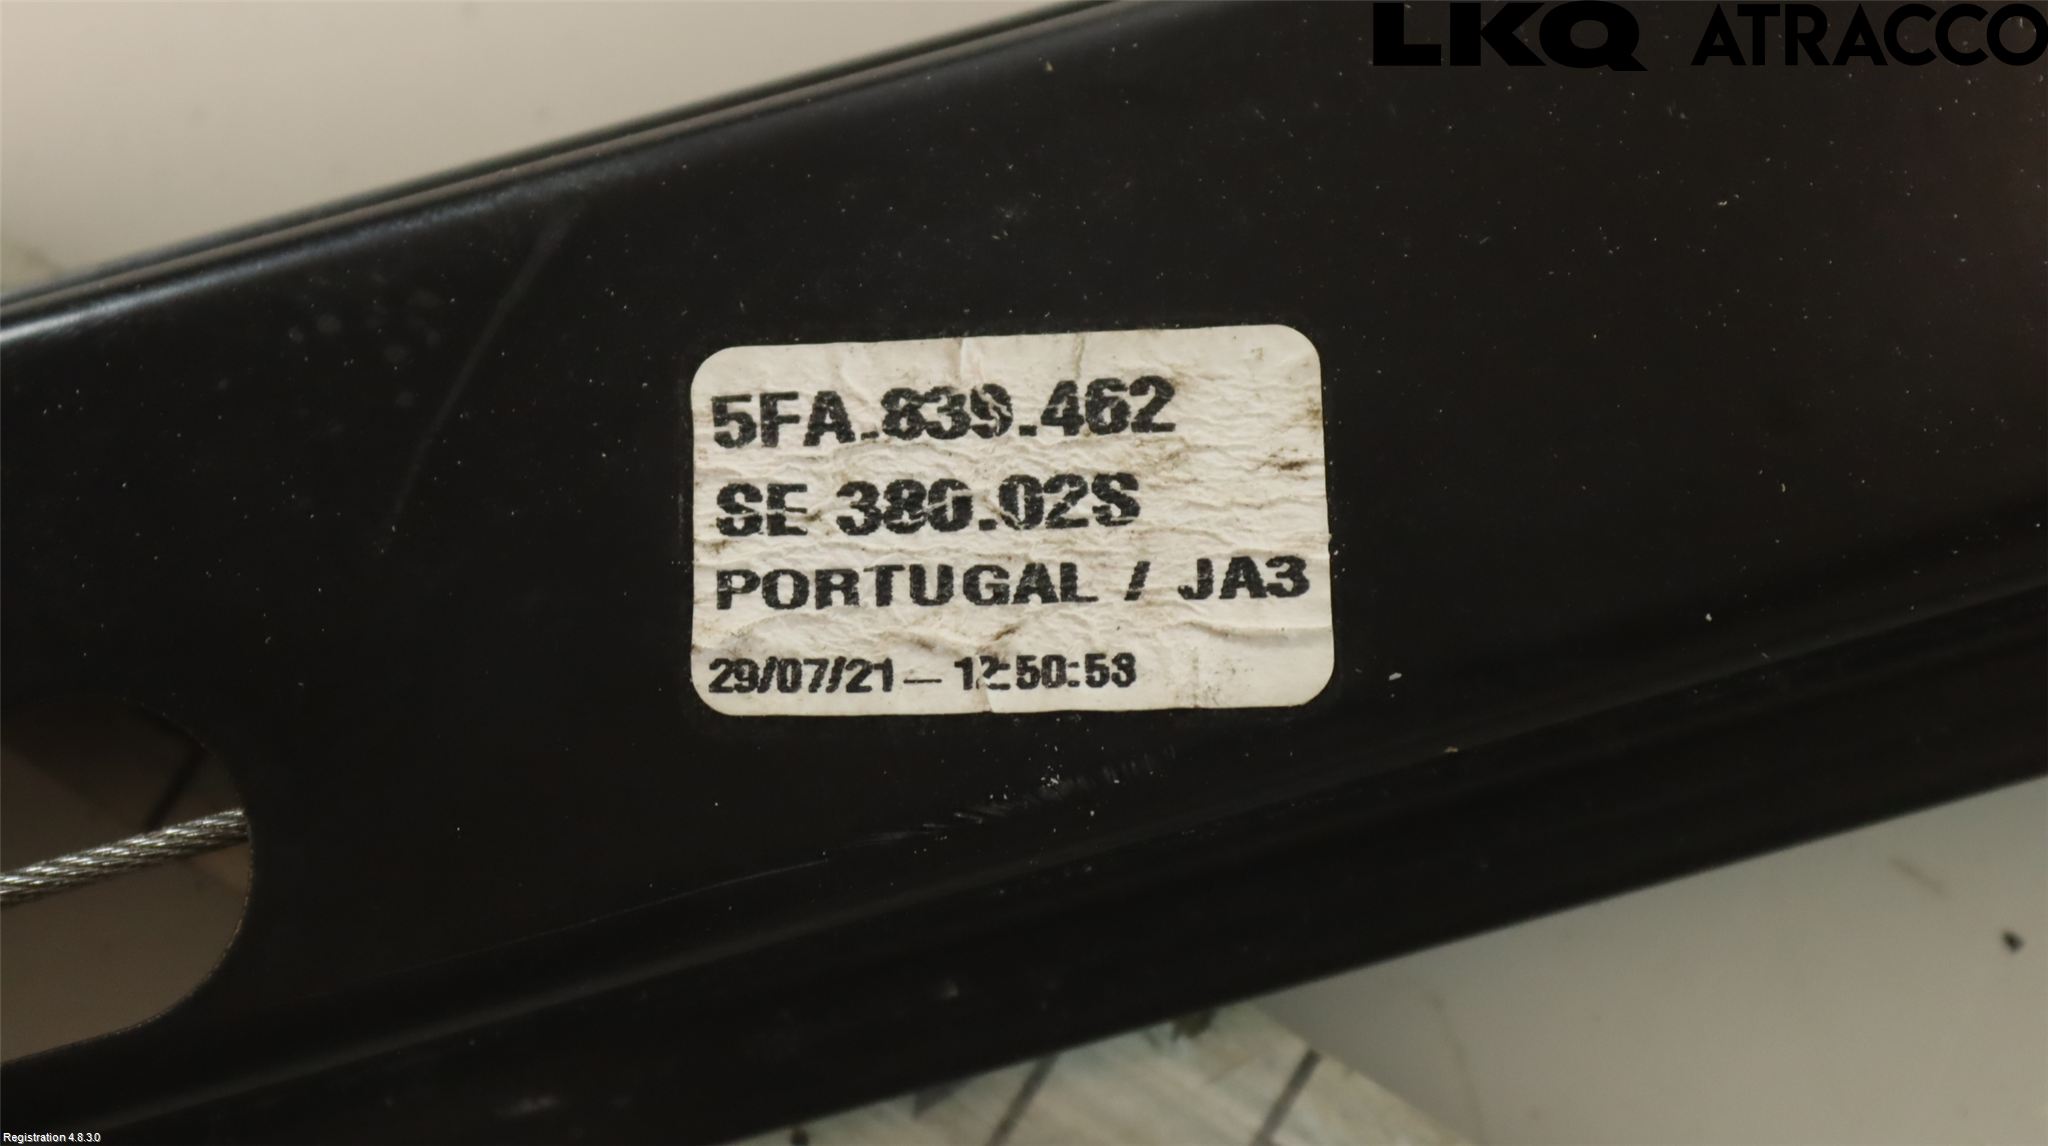 LKQ ATRACCO
5FA.839.462
SE 380.02S
PORTUGAL / JA3
29/07/21 — 12:50:53
Registration 4.8.3.0